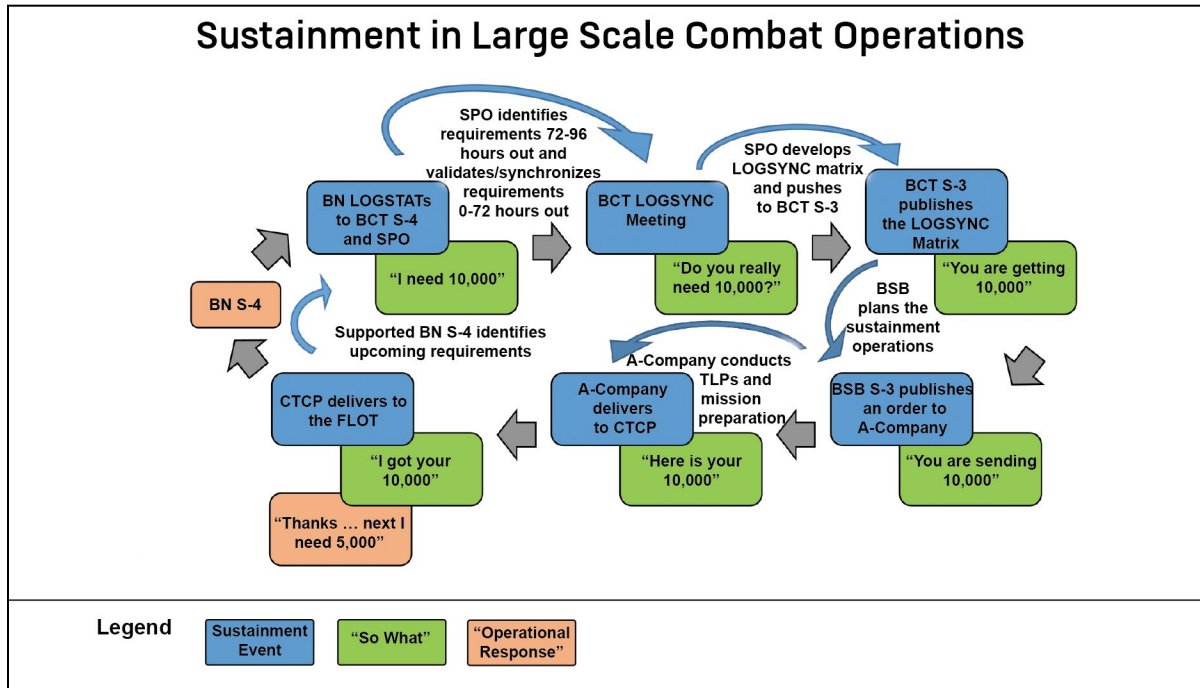 Sustainment in Large Scale Combat Operations
SPO identifies
requirements 72-96
hours out and
validates/synchronizes
requirements
0-72 hours out
SPO develops
LOGSYNC matrix
and pushes
to BCT S-3
BN LOGSTATs
to BCT S-4
and SPO
“I need 10,000”
BCT LOGSYNC
Meeting
“Do you really
need 10,000?”
BCT S-3
publishes
the LOGSYNC
Matrix
“You are getting
10,000”
BN S-4
Supported BN S-4 identifies
upcoming requirements
BSB
plans the
sustainment
operations
A-Company conducts
TLPs and
mission
preparation
CTCP delivers to
the FLOT
“I got your
10,000”
“Thanks ... next I
need 5,000”
A-Company
delivers
to CTCP
“Here is your
10,000”
BSB S-3 publishes
an order to
A-Company
“You are sending
10,000”
Legend
Sustainment
Event
“So What”
“Operational
Response”